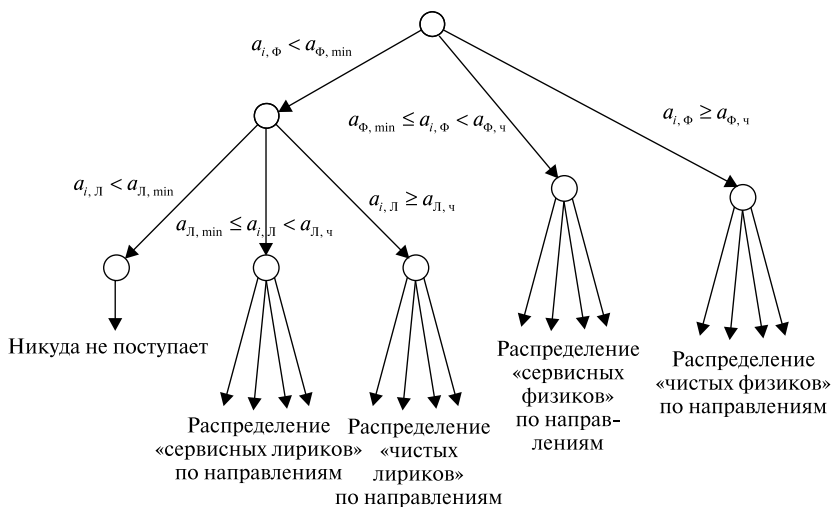 a_{i, Ф} < a_{Ф, min}
a_{Ф, min} ≤ a_{i, Ф} < a_{Ф, ч}
a_{i, Ф} ≥ a_{Ф, ч}
a_{i, Л} < a_{Л, min}
a_{Л, min} ≤ a_{i, Л} < a_{Л, ч}
a_{i, Л} ≥ a_{Л, ч}
Никуда не поступает
Распределение
«сервисных лириков»
по направлениям
Распределение
«чистых
лириков»
по направлениям
Распределение
«сервисных
физиков»
по направ-
лениям
Распределение
«чистых физиков»
по направлениям